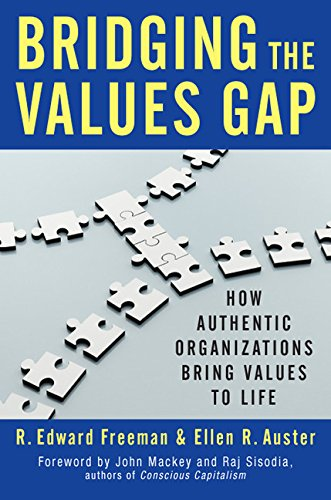 BRIDGING THE
VALUES GAP
HOW
AUTHENTIC
ORGANIZATIONS
BRING VALUES
TO LIFE
R. Edward Freeman & Ellen R. Auster
Foreword by John Mackey and Raj Sisodia,
authors of Conscious Capitalism